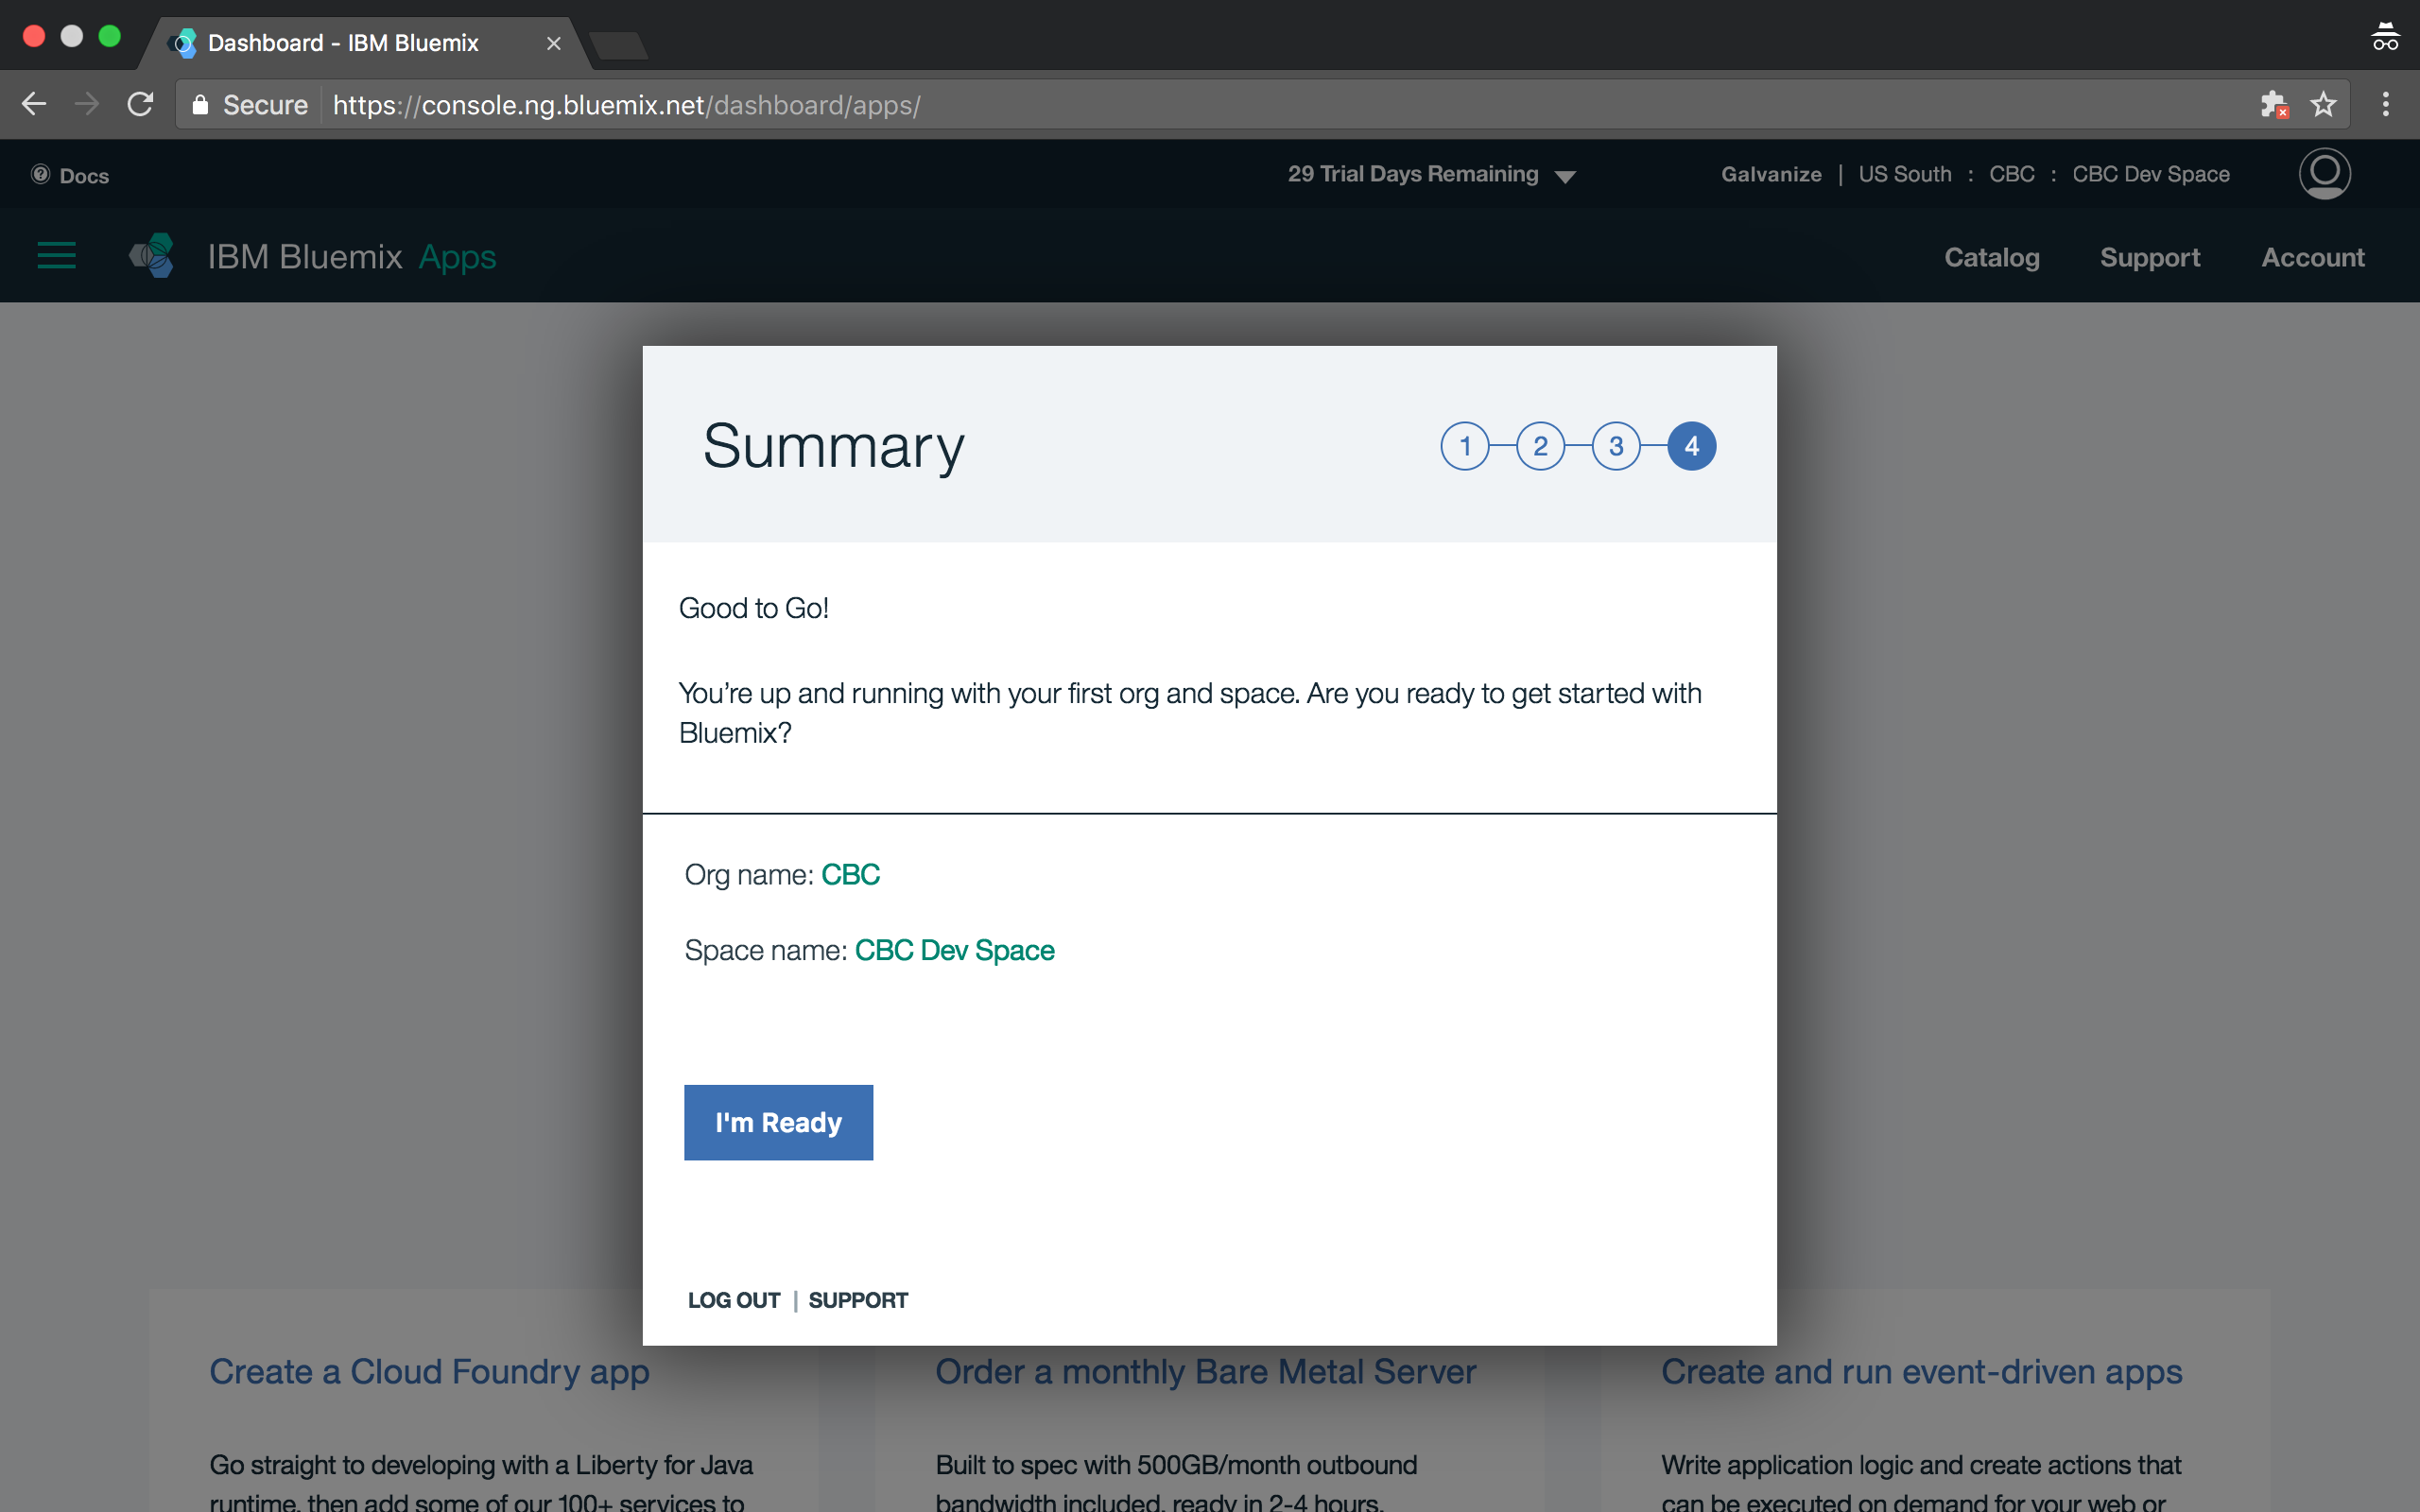 Dashboard - IBM Bluemix
Secure https://console.ng.bluemix.net/dashboard/apps/
Docs
29 Trial Days Remaining
Galvanize | US South : CBC : CBC Dev Space
IBM Bluemix Apps
Catalog Support Account
Summary
1 2 3 4
Good to Go!
You're up and running with your first org and space. Are you ready to get started with
Bluemix?
Org name: CBC
Space name: CBC Dev Space
I'm Ready
LOG OUT | SUPPORT
Create a Cloud Foundry app
Go straight to developing with a Liberty for Java
runtime, then add some of our 100+ services to
Order a monthly Bare Metal Server
Built to spec with 500GB/month outbound
bandwidth included, ready in 2-4 hours.
Create and run event-driven apps
Write application logic and create actions that
can be executed on demand for your web or